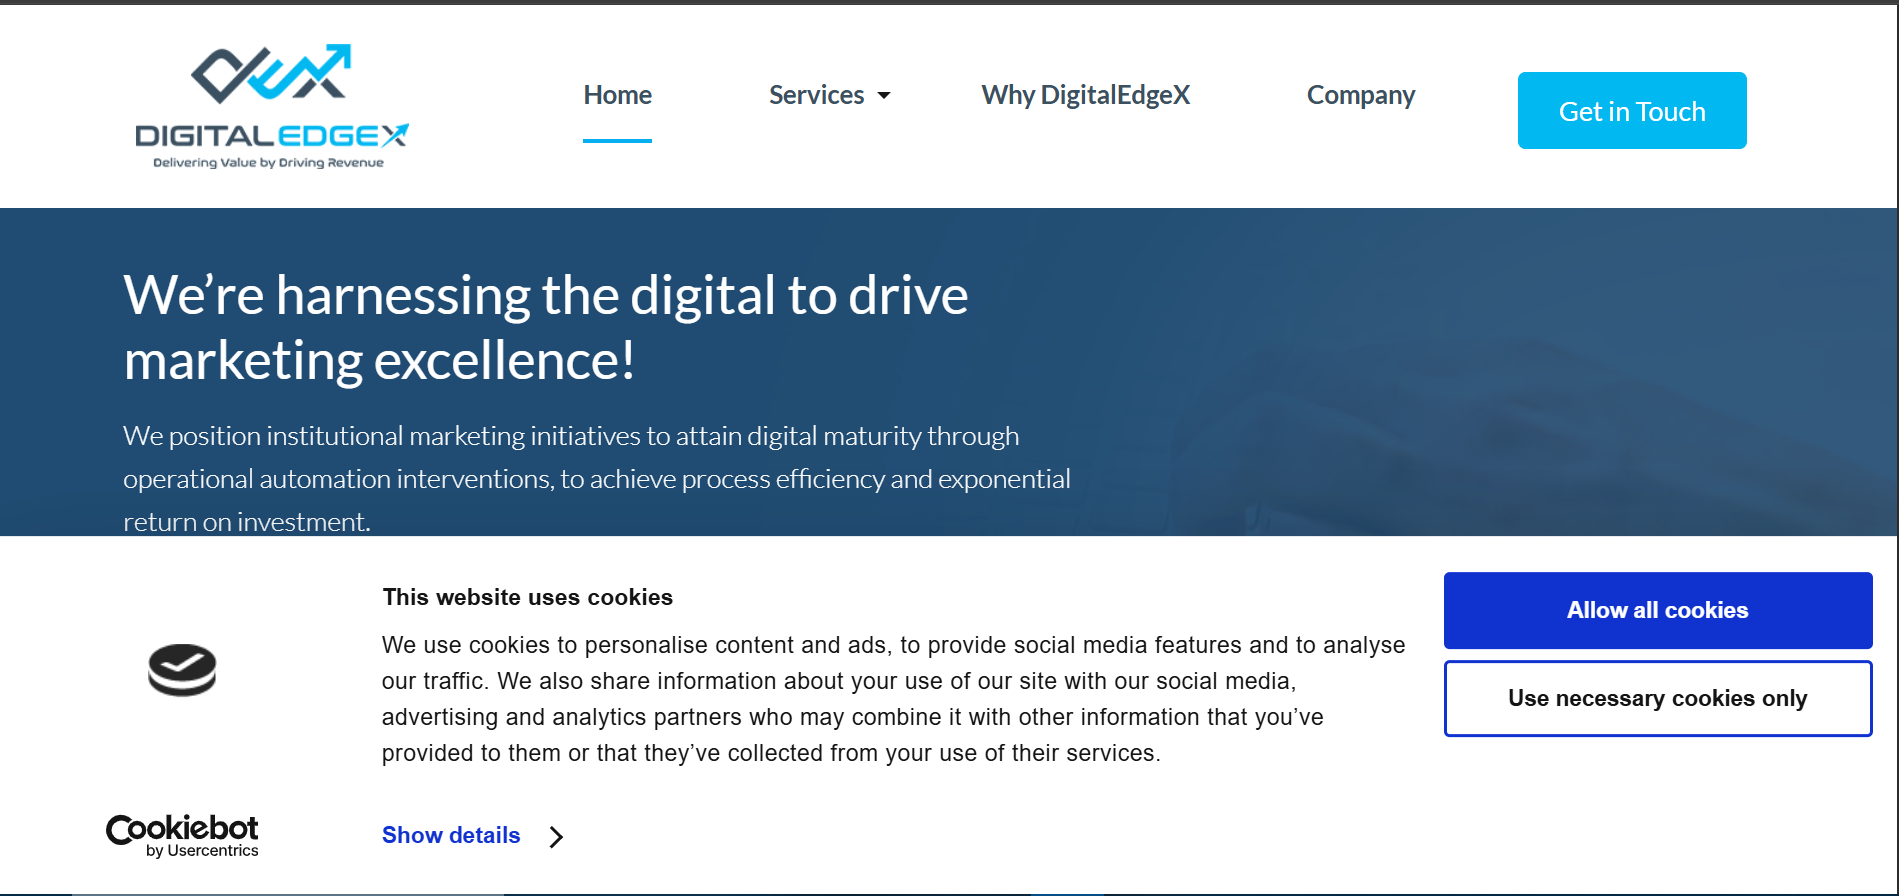 DIGITALEDGEX
Delivering Value by Driving Revenue
Home
Services
Why DigitalEdgeX
Company
Get in Touch
We’re harnessing the digital to drive
marketing excellence!
We position institutional marketing initiatives to attain digital maturity through
operational automation interventions, to achieve process efficiency and exponential
return on investment.
This website uses cookies
We use cookies to personalise content and ads, to provide social media features and to analyse
our traffic. We also share information about your use of our site with our social media,
advertising and analytics partners who may combine it with other information that you’ve
provided to them or that they’ve collected from your use of their services.
Allow all cookies
Use necessary cookies only
Cookiebot
by Usercentrics
Show details